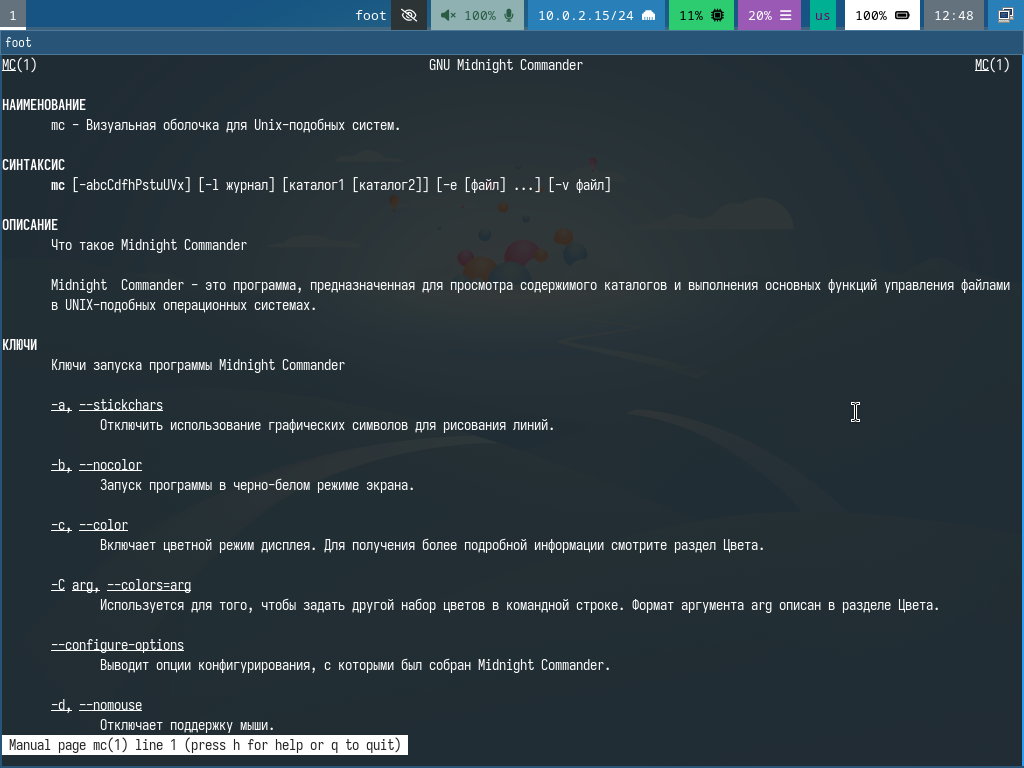 1 foot 100% 10.0.2.15/24 11% 20% us 100% 12:48
foot
MC(1) GNU Midnight Commander MC(1)
НАИМЕНОВАНИЕ
mc - Визуальная оболочка для Unix-подобных систем.
СИНТАКСИС
mc [-abcCdfhPstuUVx] [-l журнал] [каталог1 [каталог2]] [-e [файл] ...] [-v файл]
ОПИСАНИЕ
Что такое Midnight Commander
Midnight Commander - это программа, предназначенная для просмотра содержимого каталогов и выполнения основных функций управления файлами
в UNIX-подобных операционных системах.
КЛЮЧИ
Ключи запуска программы Midnight Commander
-a, --stickchars
Отключить использование графических символов для рисования линий.
-b, --nocolor
Запуск программы в черно-белом режиме экрана.
-c, --color
Включает цветной режим дисплея. Для получения более подробной информации смотрите раздел Цвета.
-C arg, --colors=arg
Используется для того, чтобы задать другой набор цветов в командной строке. Формат аргумента arg описан в разделе Цвета.
--configure-options
Выводит опции конфигурирования, с которыми был собран Midnight Commander.
-d, --nomouse
Отключает поддержку мыши.
Manual page mc(1) line 1 (press h for help or q to quit)